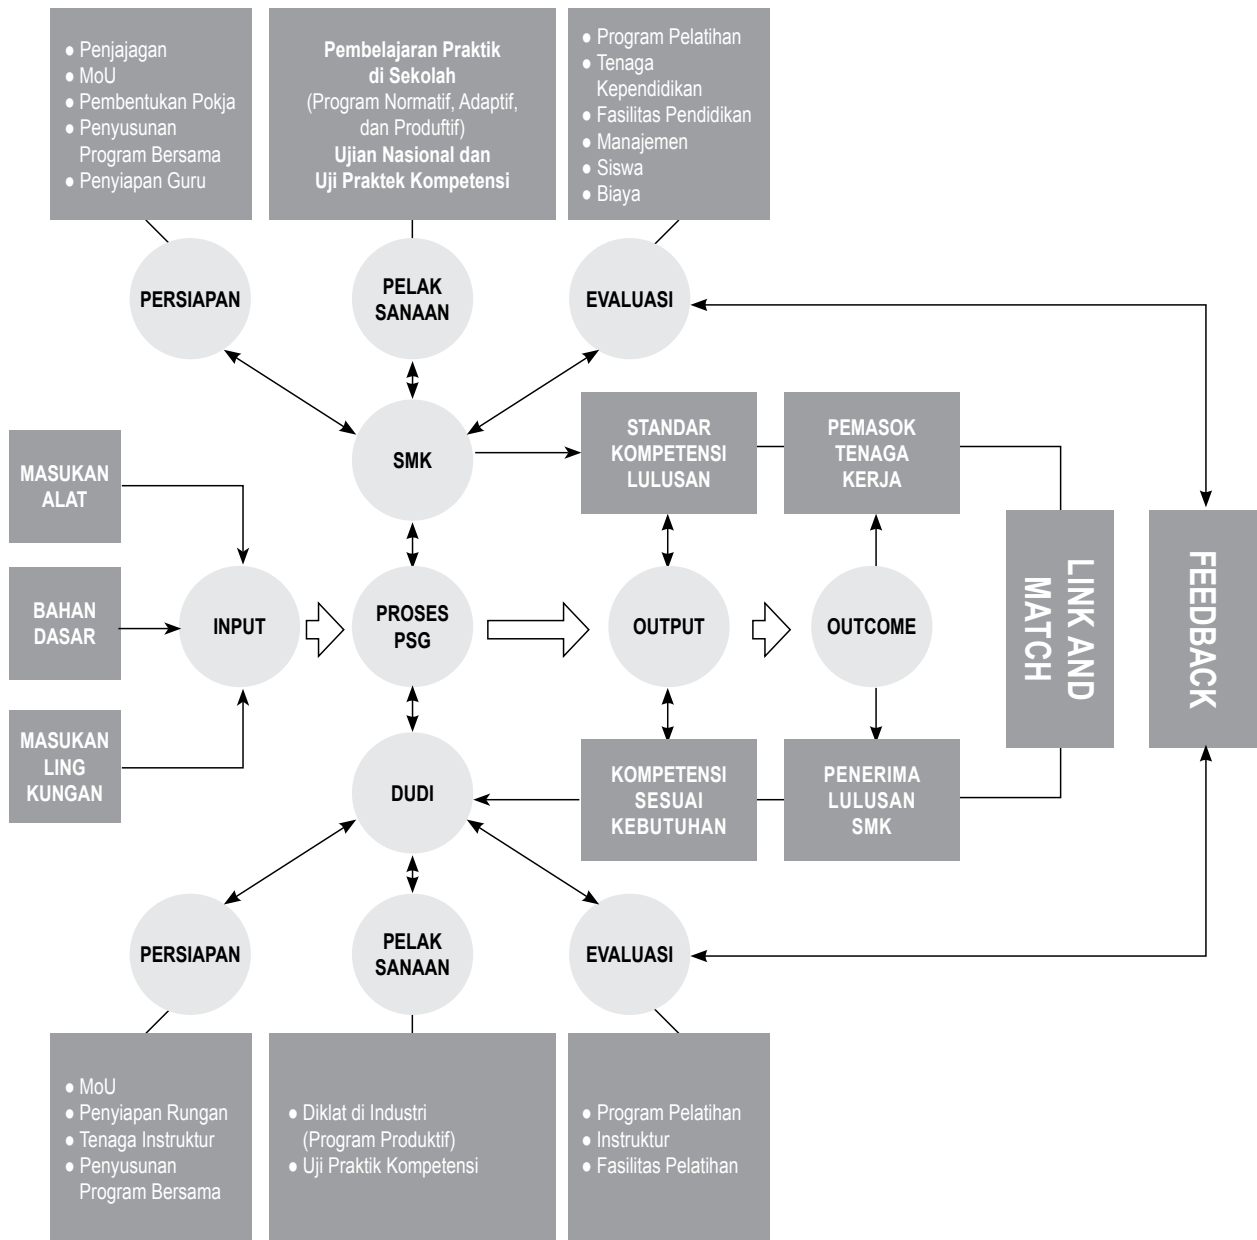 ● Penjajagan
● MoU
● Pembentukan Pokja
● Penyusunan
Program Bersama
● Penyiapan Guru
Pembelajaran Praktik
di Sekolah
(Program Normatif, Adaptif,
dan Produftif)
Ujian Nasional dan
Uji Praktek Kompetensi
● Program Pelatihan
● Tenaga
Kependidikan
● Fasilitas Pendidikan
● Manajemen
● Siswa
● Biaya
PERSIAPAN
PELAK
SANAAN
EVALUASI
SMK
STANDAR
KOMPETENSI
LULUSAN
PEMASOK
TENAGA
KERJA
MASUKAN
ALAT
BAHAN
DASAR
MASUKAN
LING
KUNGAN
INPUT
PROSES
PSG
OUTPUT
OUTCOME
LINK AND
MATCH
FEEDBACK
DUDI
KOMPETENSI
SESUAI
KEBUTUHAN
PENERIMA
LULUSAN
SMK
PERSIAPAN
PELAK
SANAAN
EVALUASI
● MoU
● Penyiapan Rungan
● Tenaga Instruktur
● Penyusunan
Program Bersama
● Diklat di Industri
(Program Produktif)
● Uji Praktik Kompetensi
● Program Pelatihan
● Instruktur
● Fasilitas Pelatihan